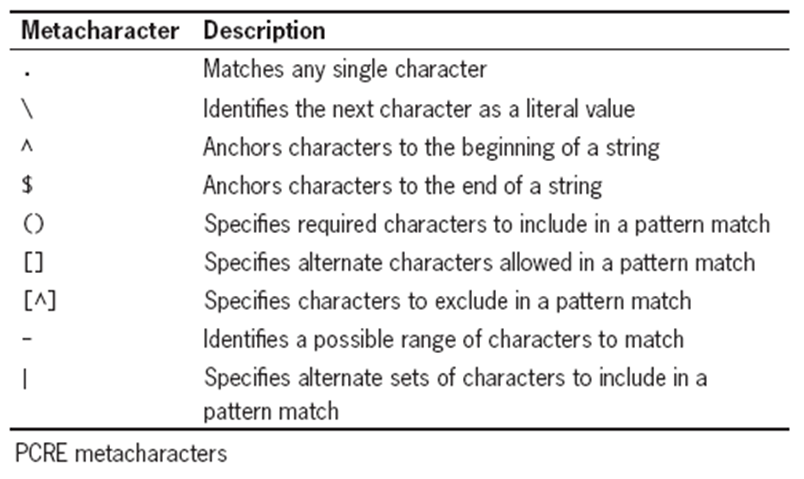 Metacharacter Description
. Matches any single character
\ Identifies the next character as a literal value
^ Anchors characters to the beginning of a string
$ Anchors characters to the end of a string
() Specifies required characters to include in a pattern match
[] Specifies alternate characters allowed in a pattern match
[^] Specifies characters to exclude in a pattern match
- Identifies a possible range of characters to match
| Specifies alternate sets of characters to include in a
pattern match
PCRE metacharacters